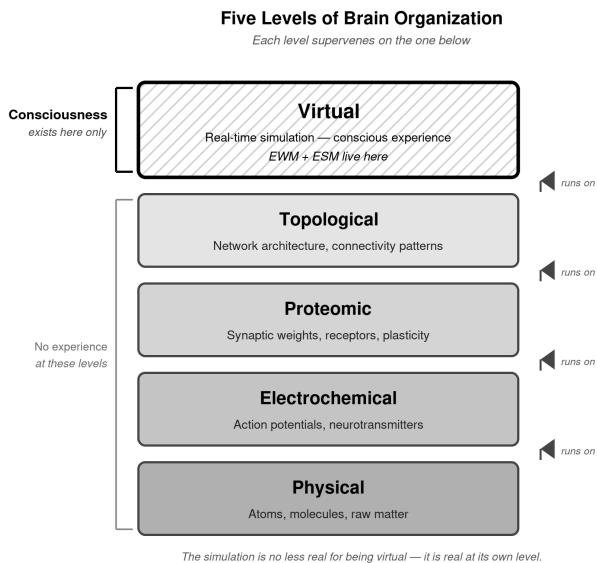 Five Levels of Brain Organization
Each level supervenes on the one below
Consciousness
exists here only
Virtual
Real-time simulation — conscious experience
EWM + ESM live here
runs on
Topological
Network architecture, connectivity patterns
runs on
Proteomic
Synaptic weights, receptors, plasticity
No experience
at these levels
runs on
Electrochemical
Action potentials, neurotransmitters
runs on
Physical
Atoms, molecules, raw matter
The simulation is no less real for being virtual — it is real at its own level.